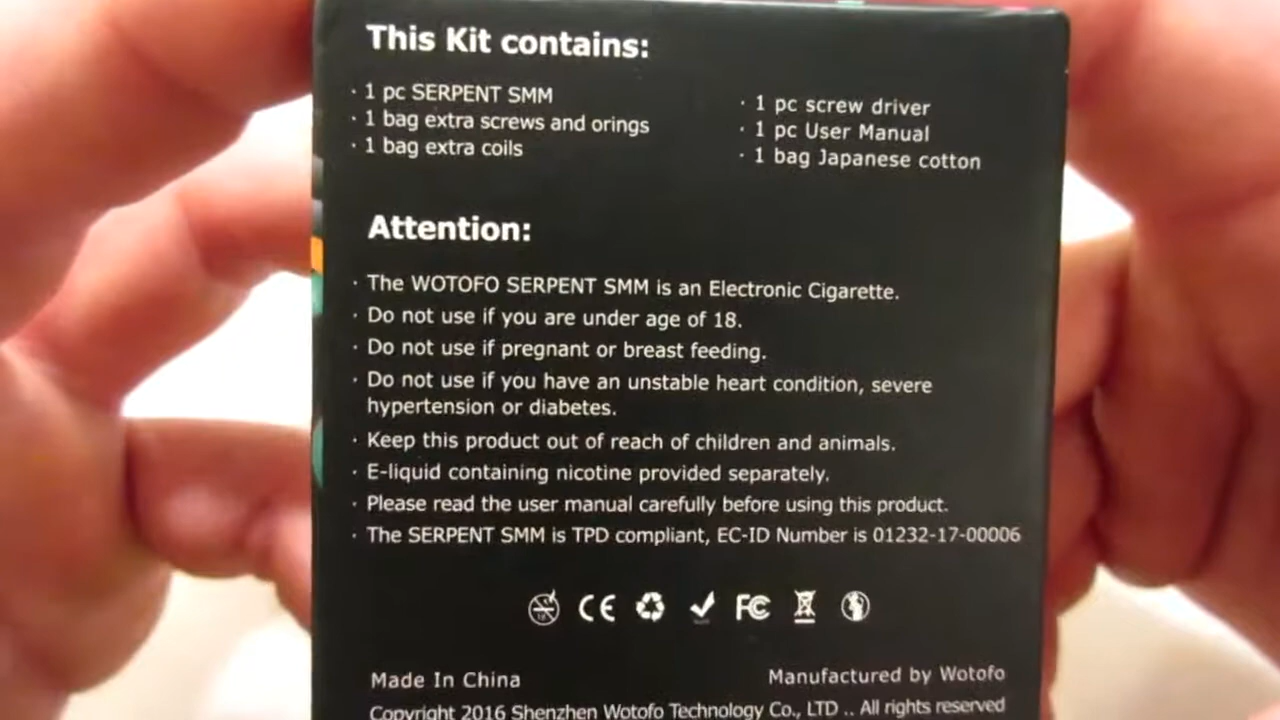 This Kit contains:
· 1 pc SERPENT SMM
· 1 bag extra screws and orings
· 1 bag extra coils
· 1 pc screw driver
· 1 pc User Manual
· 1 bag Japanese cotton
Attention:
· The WOTOFO SERPENT SMM is an Electronic Cigarette.
· Do not use if you are under age of 18.
· Do not use if pregnant or breast feeding.
· Do not use if you have an unstable heart condition, severe
hypertension or diabetes.
· Keep this product out of reach of children and animals.
· E-liquid containing nicotine provided separately.
· Please read the user manual carefully before using this product.
· The SERPENT SMM is TPD compliant, EC-ID Number is 01232-17-00006
CE FC
Made In China
Manufactured by Wotofo
Copyright 2016 Shenzhen Wotofo Technology Co., LTD .. All rights reserved